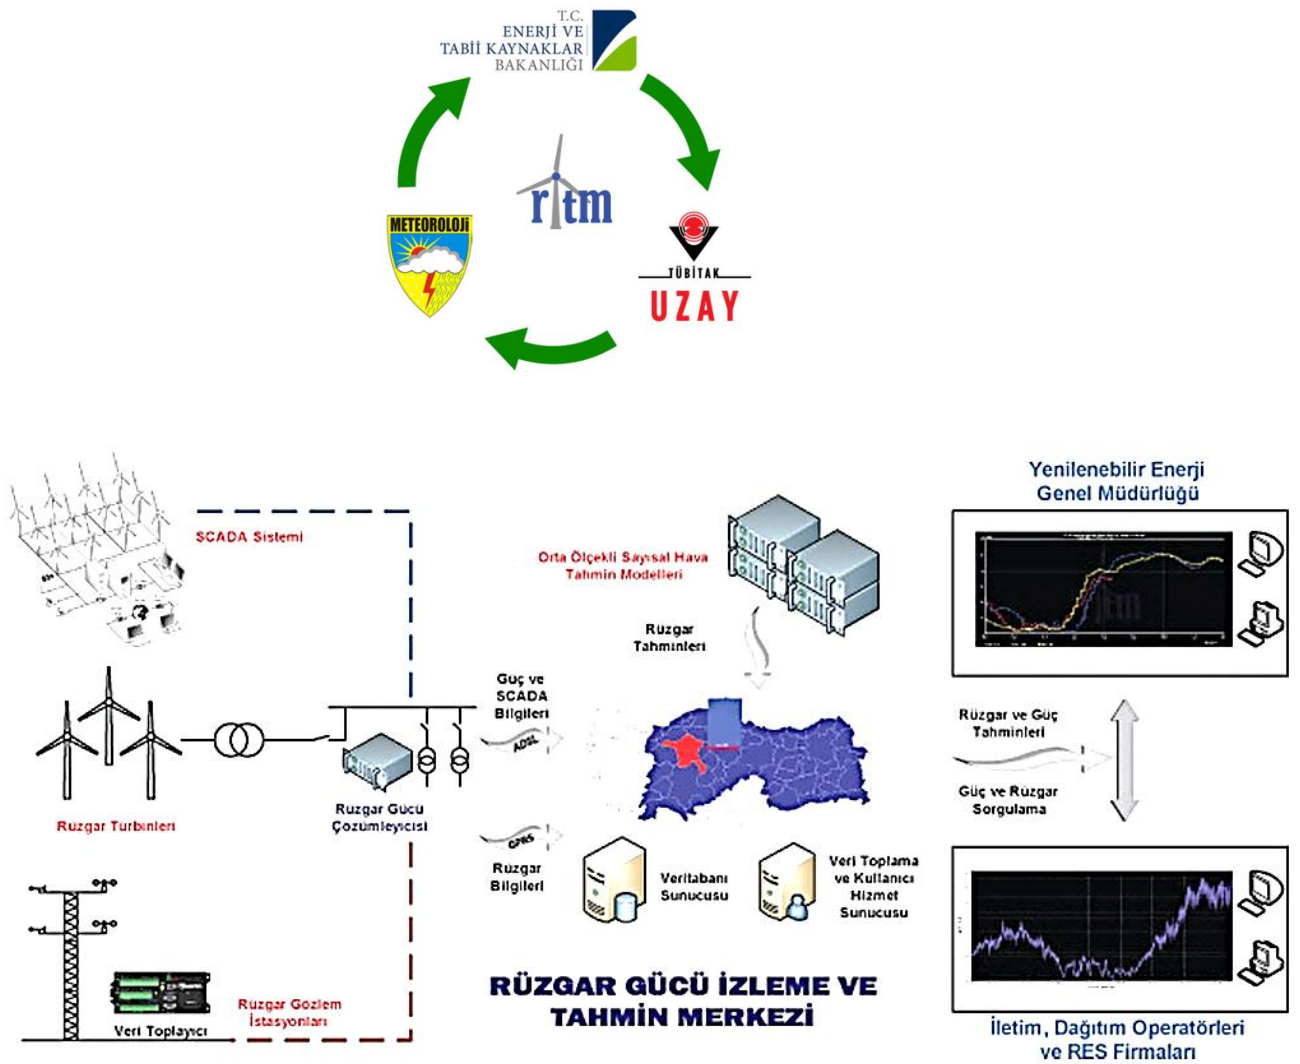 T.C.
ENERJİ VE
TABİİ KAYNAKLAR
BAKANLIĞI
ritm
METEOROLOJİ
TÜBİTAK
UZAY
Yenilenebilir Enerji
Genel Müdürlüğü
SCADA Sistemi
Orta Ölçekli Sayısal Hava
Tahmin Modelleri
Rüzgar
Tahminleri
Güç ve
SCADA
Bilgileri
ADSL
Rüzgar ve Güç
Tahminleri
Güç ve Rüzgar
Sorgulama
Rüzgar Türbinleri
Rüzgar Gücü
Çözümleyicisi
GPRS
Rüzgar
Bilgileri
Veritabanı
Sunucusu
Veri Toplama
ve Kullanıcı
Hizmet
Sunucusu
Veri Toplayıcı
Rüzgar Gözlem
İstasyonları
RÜZGAR GÜCÜ İZLEME VE
TAHMİN MERKEZİ
İletim, Dağıtım Operatörleri
ve RES Firmaları